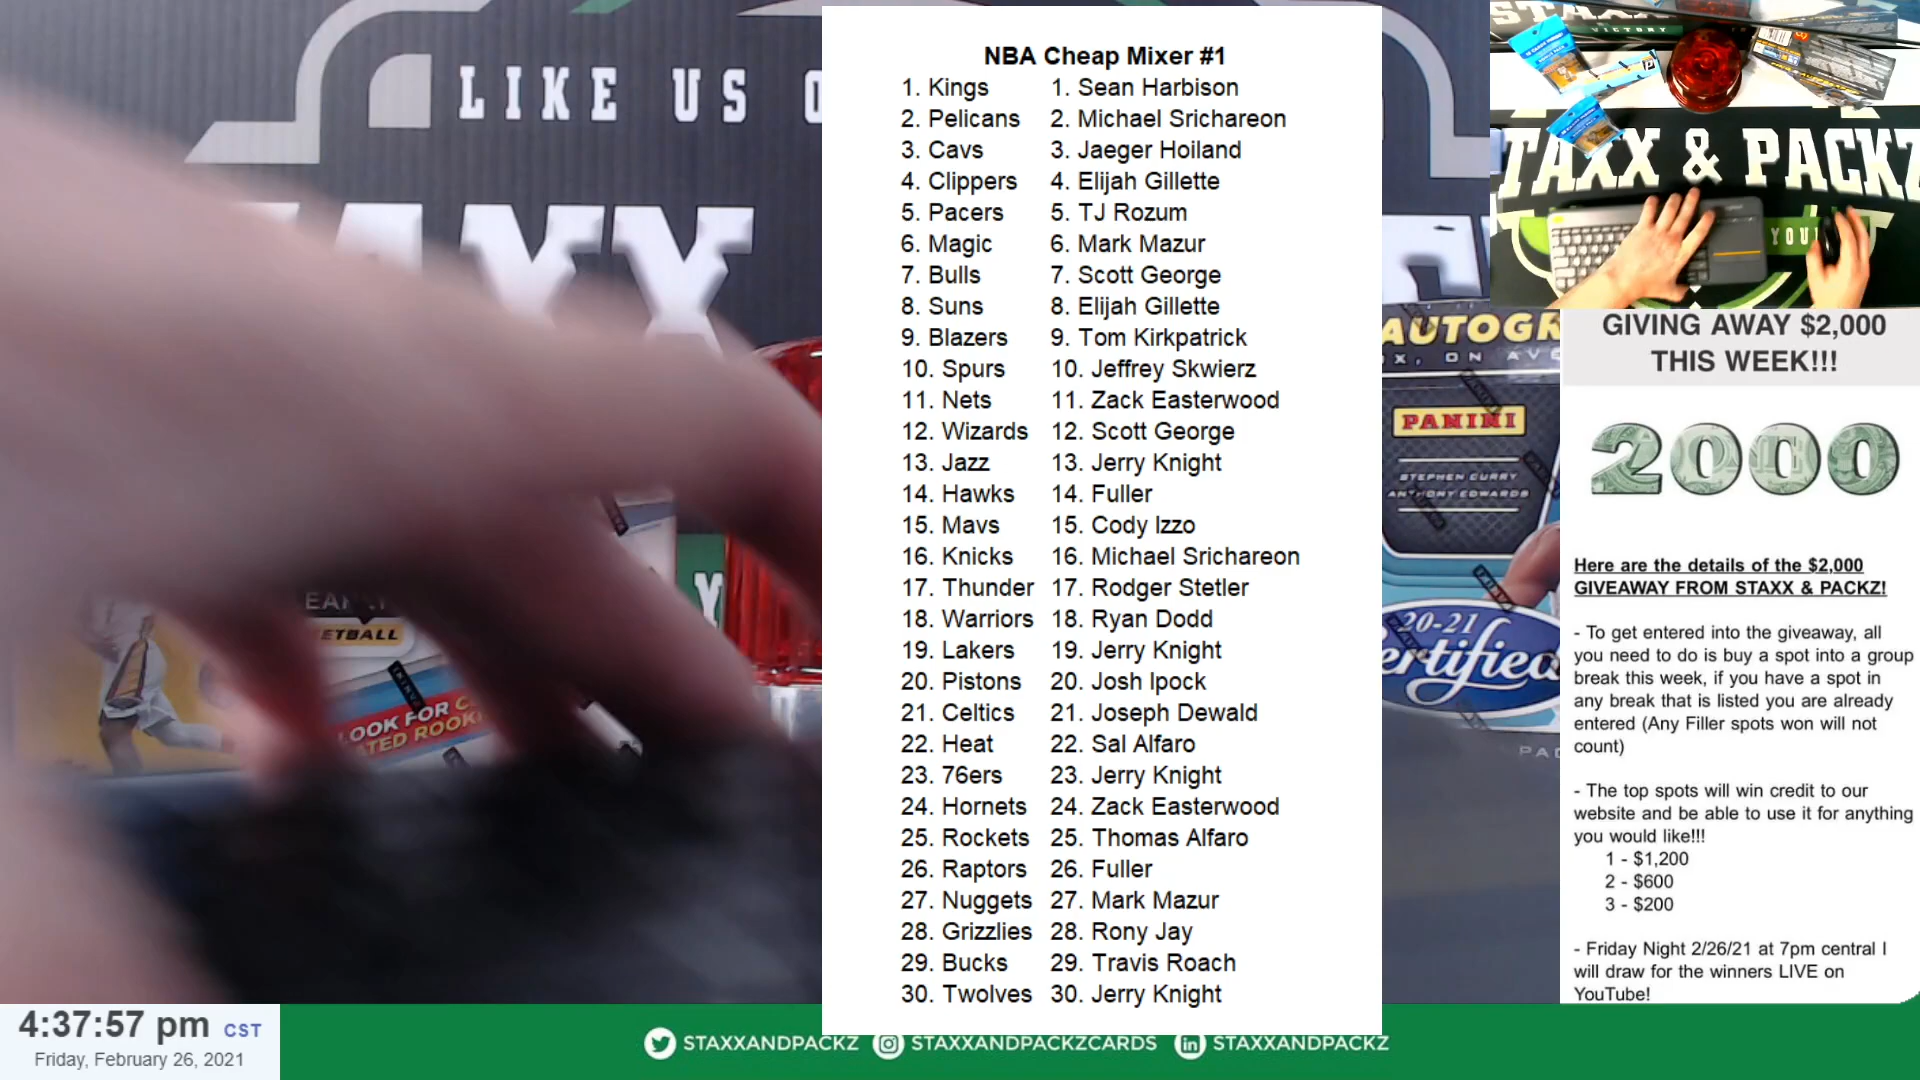 LIKE US
NBA Cheap Mixer #1
1. Kings 1. Sean Harbison
2. Pelicans 2. Michael Srichareon
3. Cavs 3. Jaeger Hoiland
4. Clippers 4. Elijah Gillette
5. Pacers 5. TJ Rozum
6. Magic 6. Mark Mazur
7. Bulls 7. Scott George
8. Suns 8. Elijah Gillette
9. Blazers 9. Tom Kirkpatrick
10. Spurs 10. Jeffrey Skwierz
11. Nets 11. Zack Easterwood
12. Wizards 12. Scott George
13. Jazz 13. Jerry Knight
14. Hawks 14. Fuller
15. Mavs 15. Cody Izzo
16. Knicks 16. Michael Srichareon
17. Thunder 17. Rodger Stetler
18. Warriors 18. Ryan Dodd
19. Lakers 19. Jerry Knight
20. Pistons 20. Josh Ipock
21. Celtics 21. Joseph Dewald
22. Heat 22. Sal Alfaro
23. 76ers 23. Jerry Knight
24. Hornets 24. Zack Easterwood
25. Rockets 25. Thomas Alfaro
26. Raptors 26. Fuller
27. Nuggets 27. Mark Mazur
28. Grizzlies 28. Rony Jay
29. Bucks 29. Travis Roach
30. Twolves 30. Jerry Knight
VICTORY
TAXX & PACKZ
YOU
AUTOGR
PANINI
STEPHEN CURRY
ANTHONY EDWARDS
20-21
ertified
ETBALL
LOOK FOR
ATED ROOKI
GIVING AWAY $2,000
THIS WEEK!!!
2000
Here are the details of the $2,000
GIVEAWAY FROM STAXX & PACKZ!
- To get entered into the giveaway, all
you need to do is buy a spot into a group
break this week, if you have a spot in
any break that is listed you are already
entered (Any Filler spots won will not
count)
- The top spots will win credit to our
website and be able to use it for anything
you would like!!!
1 - $1,200
2 - $600
3 - $200
- Friday Night 2/26/21 at 7pm central I
will draw for the winners LIVE on
YouTube!
4:37:57 pm CST
Friday, February 26, 2021
STAXXANDPACKZ STAXXANDPACKZCARDS STAXXANDPACKZ